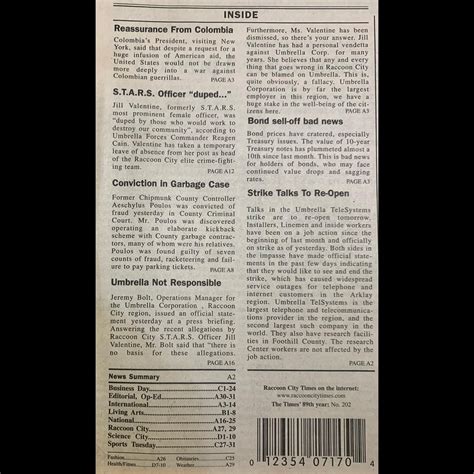 INSIDE
Reassurance From Colombia
Colombia's President, visiting New
York, said that despite a request for a
huge infusion of American aid, the
United States would not be drawn
more deeply into a war against
Colombian guerillas.
PAGE A3
S.T.A.R.S. Officer "duped..."
Jill Valentine, formerly S.T.A.R.S.
most prominent female officer, was
"duped by those who would work to
destroy our community", according to
Umbrella Forces Commander Reagen
Cain. Valentine has taken a temporary
leave of absence from her post as head
of the Raccoon City elite crime-fight-
ing team.
PAGE A12
Conviction in Garbage Case
Former Chipmunk County Controller
Aeschylus Poulos was convicted of
fraud yesterday in County Criminal
Court. Mr. Poulos was discovered
operating an elaborate kickback
scheme with County garbage contrac-
tors, many of whom were his relatives.
Poulos was found guilty of seven
counts of fraud, racketeering and fail-
ure to pay parking tickets.
PAGE A8
Umbrella Not Responsible
Jeremy Bolt, Operations Manager for
the Umbrella Corporation , Raccoon
City region, issued an official state-
ment yesterday at a press briefing.
Answering the recent allegations by
Raccoon City S.T.A.R.S. Officer Jill
Valentine, Mr. Bolt said that "there is
no basis for these allegations.
PAGE A16
News Summary A2
Business Day C1-24
Editorial, Op-Ed A30-31
International A3-14
Living Arts B1-8
National A16-25
Raccoon City A27, 29
Science City D1-10
Sports Tuesday C27-31
Fashion A26 Obituaries C25
Health/Fitness D7-10 Weather A29
Furthermore, Ms. Valentine has been
dismissed, so there's your answer. Jill
Valentine has had a personal vendetta
against Umbrella Corp. for many
years. She believes that any and every
thing that goes wrong in Raccoon City
can be blamed on Umbrella. This is,
quite obviously, a fallacy. Umbrella
Corporation is by far the largest
employer in this region, we have a
huge stake in the well-being of the cit-
izens here.
PAGE A3
Bond sell-off bad news
Bond prices have cratered, especially
Treasury issues. The value of 10-year
Treasury notes has plummeted almost
a 10th since last month. This is bad news
for holders of bonds, who may face
continued value drops and sagging
rates.
PAGE A3
Strike Talks To Re-Open
Talks in the Umbrella TeleSystems
strike are to re-open tomorrow.
Installers, Linemen and inside workers
have been on a job action since the
beginning of last month and officially
on strike as of yesterday. Both sides in
the impasse have made official state-
ments in the past few days indicating
that they would like to see and end the
strike, which has caused widespread
service outages for telephone and
internet customers in the Arklay
region. Umbrella TelSystems is the
largest telephone and telecommunica-
tions provider in the region, and the
second largest such company in the
world. They also have research facili-
ties in Foothill County. The research
Center workers are not affected by the
job action.
PAGE A2
Raccoon City Times on the internet:
www.raccooncitytimes.com
The Times' 89th year: No. 202
0 12354 07170 4